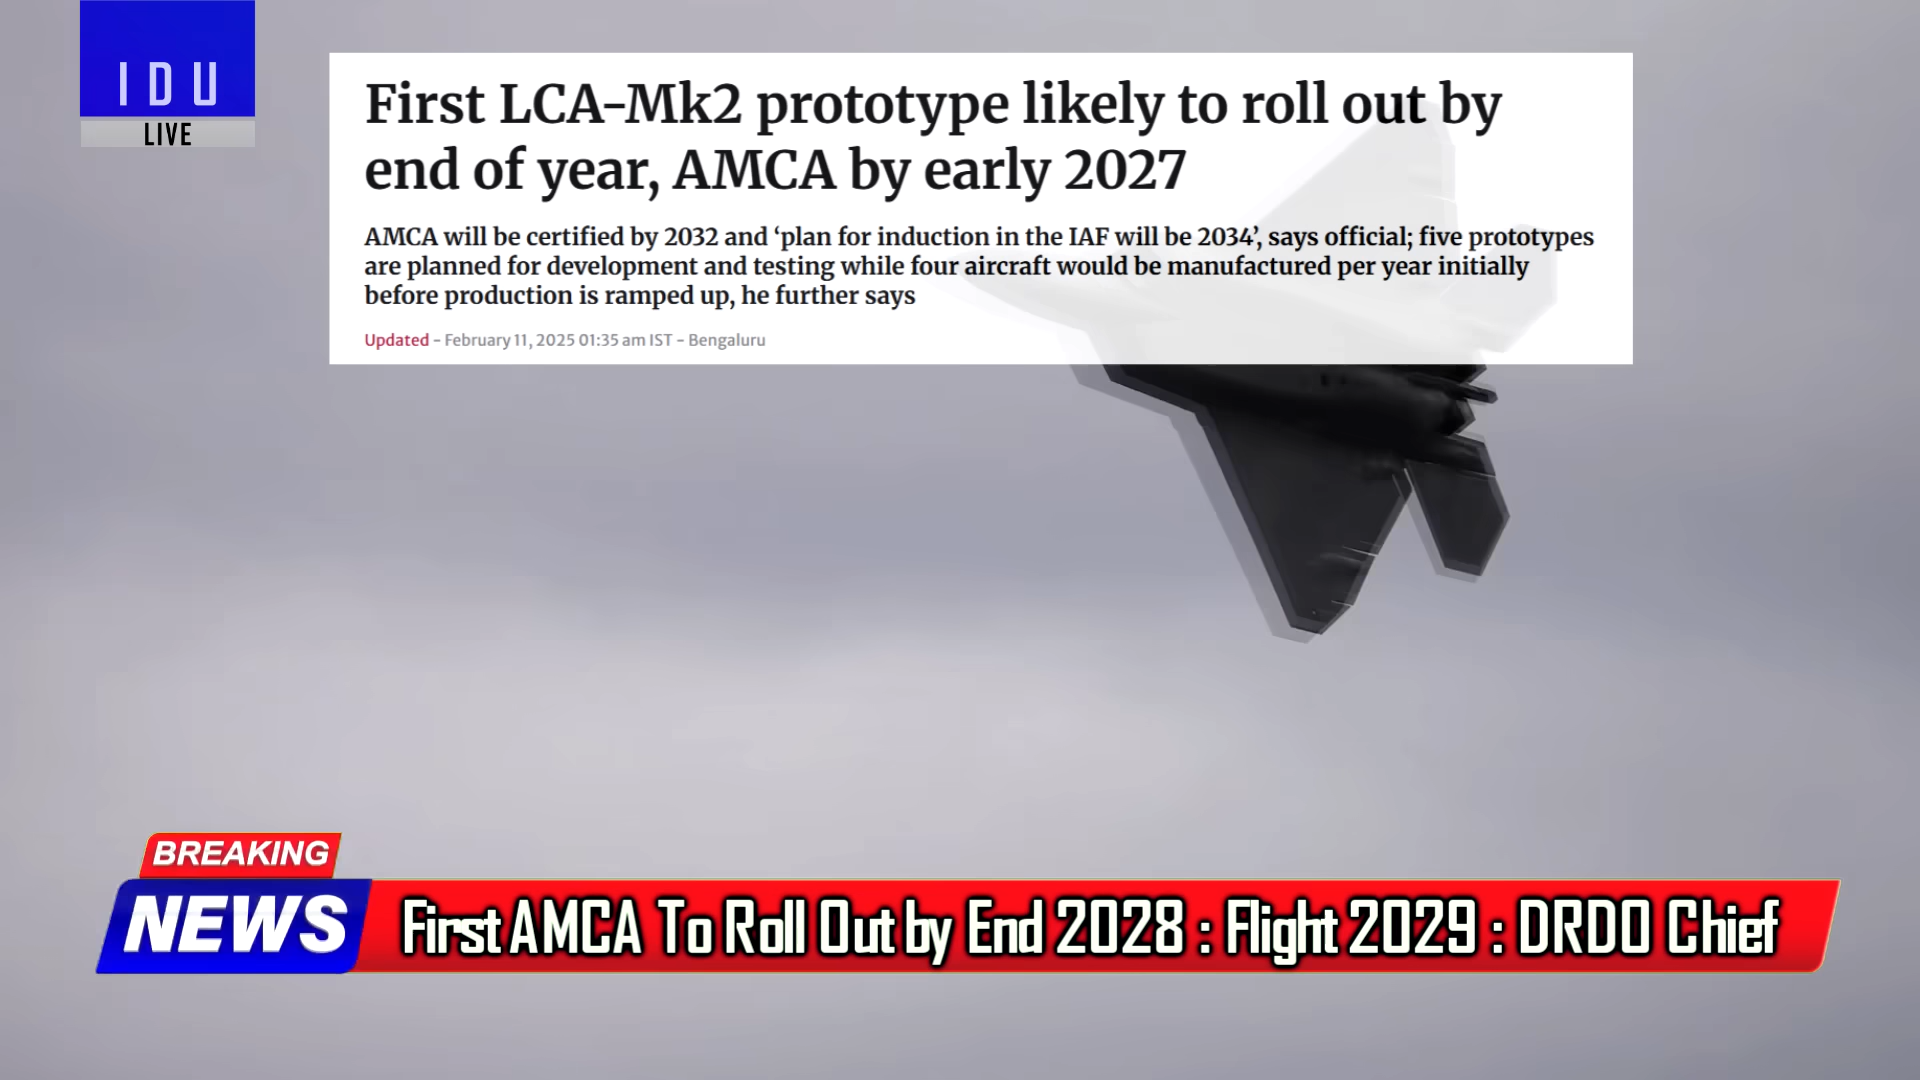 IDU
LIVE
First LCA-Mk2 prototype likely to roll out by
end of year, AMCA by early 2027
AMCA will be certified by 2032 and ‘plan for induction in the IAF will be 2034’, says official; five prototypes
are planned for development and testing while four aircraft would be manufactured per year initially
before production is ramped up, he further says
Updated - February 11, 2025 01:35 am IST - Bengaluru
BREAKING
NEWS
First AMCA To Roll Out by End 2028 : Flight 2029 : DRDO Chief